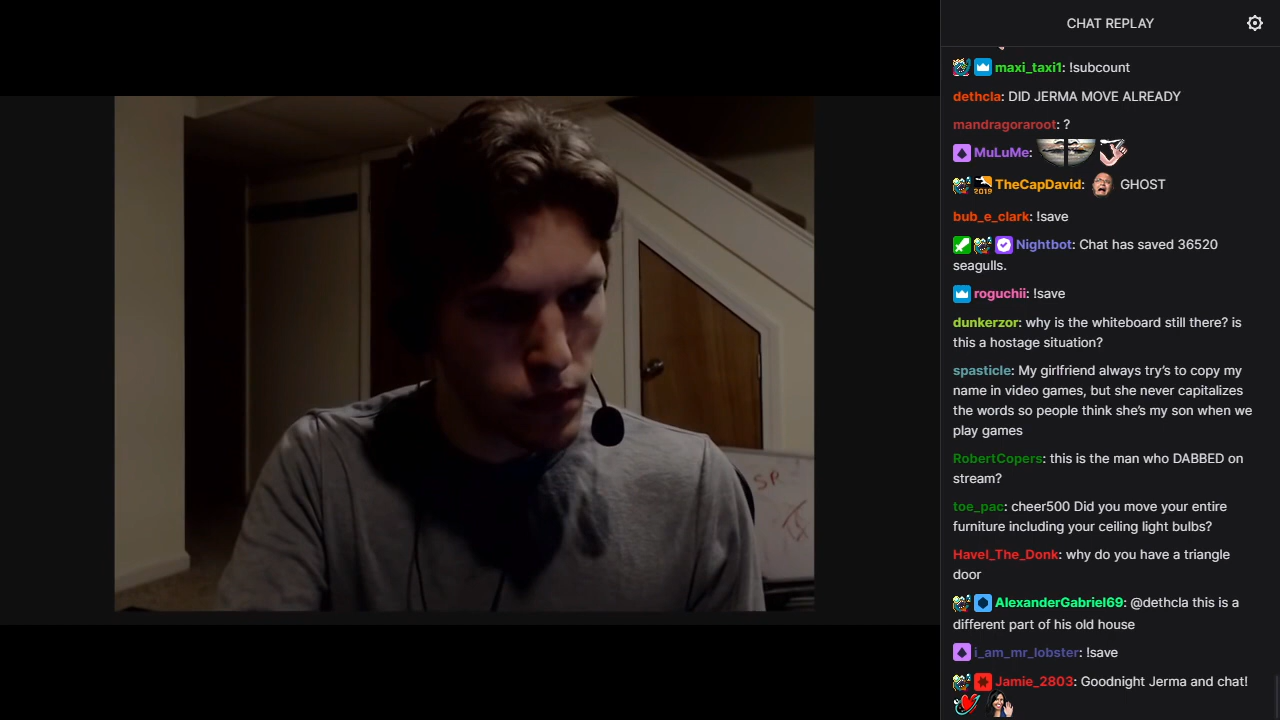 CHAT REPLAY
maxi_taxi1: !subcount
dethcla: DID JERMA MOVE ALREADY
mandragoraroot: ?
MuLuMe:
TheCapDavid: GHOST
2019
bub_e_clark: !save
Nightbot: Chat has saved 36520
seagulls.
roguchii: !save
dunkerzor: why is the whiteboard still there? is
this a hostage situation?
spasticle: My girlfriend always try’s to copy my
name in video games, but she never capitalizes
the words so people think she’s my son when we
play games
RobertCopers: this is the man who DABBED on
stream?
toe_pac: cheer500 Did you move your entire
furniture including your ceiling light bulbs?
Havel_The_Donk: why do you have a triangle
door
AlexanderGabriel69: @dethcla this is a
different part of his old house
i_am_mr_lobster: !save
Jamie_2803: Goodnight Jerma and chat!
SP